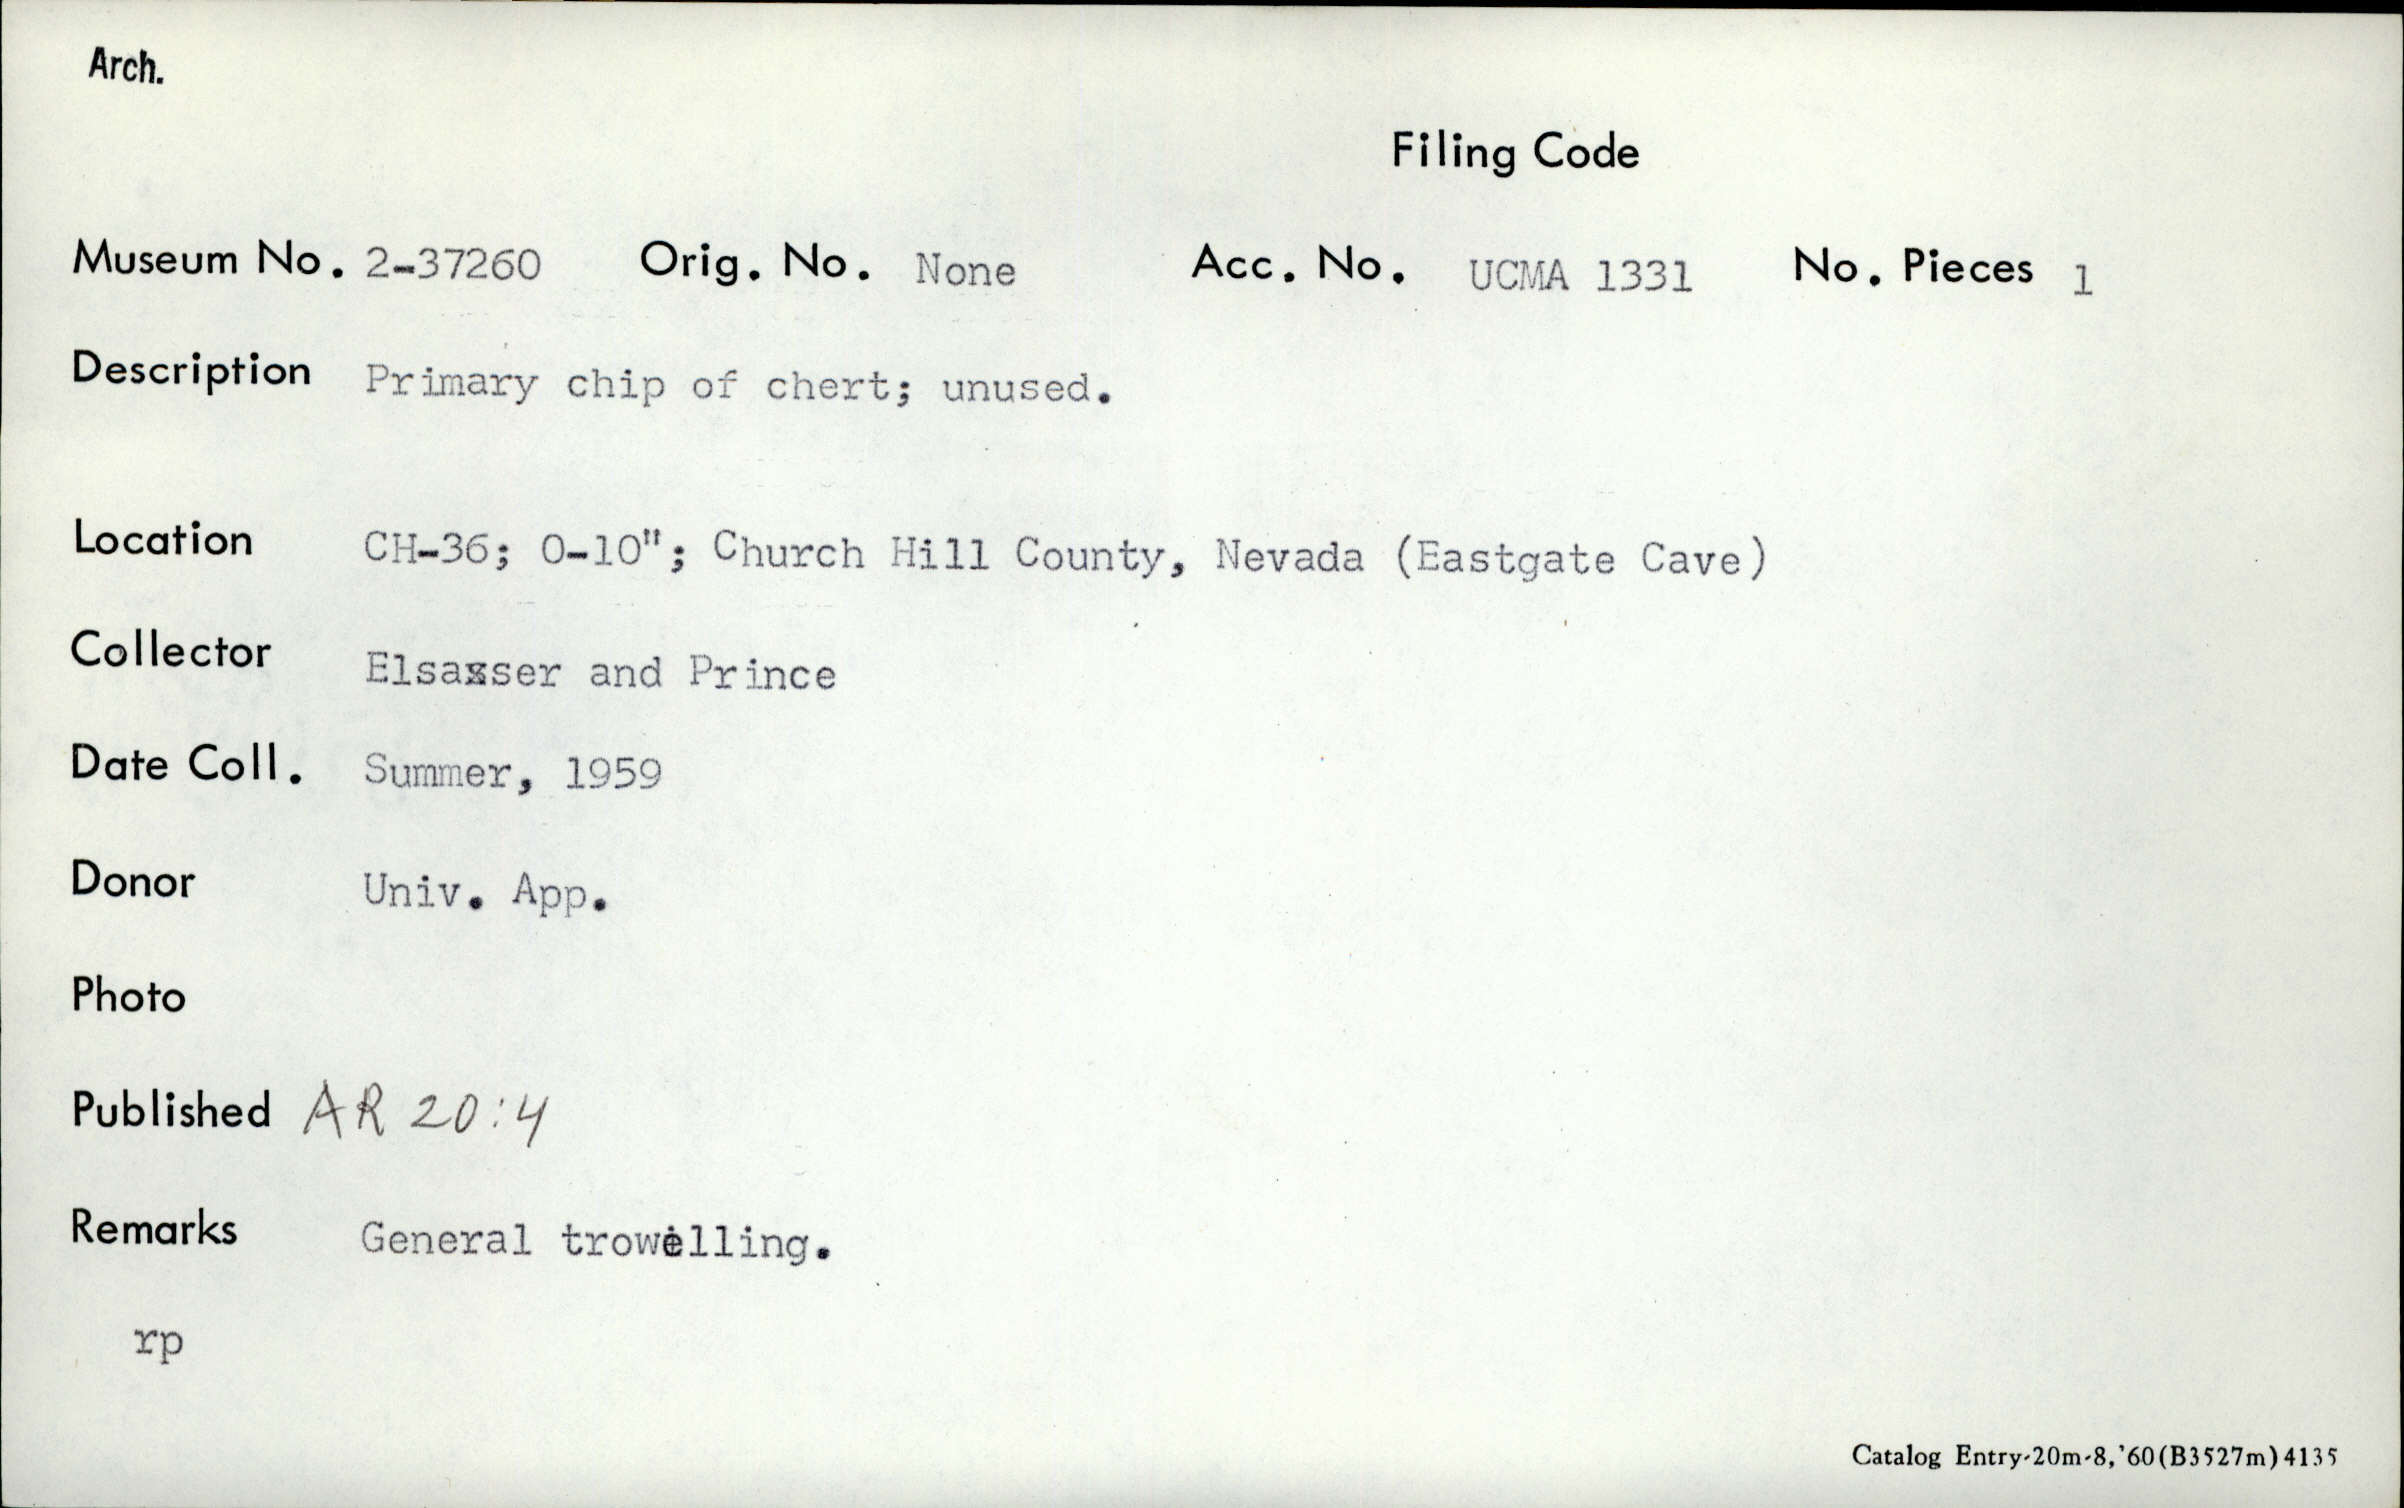 Arch.
Filing Code
Museum No. 2-37260 Orig. No. None Acc. No. UCMA 1331 No. Pieces 1
Description Primary chip of chert; unused.
Location CH-36; 0-10"; Church Hill County, Nevada (Eastgate Cave)
Collector Elsasser and Prince
Date Coll. Summer, 1959
Donor Univ. App.
Photo
Published AR 20:4
Remarks General trowelling.
rp
Catalog Entry-20m-8,'60(B3527m)4135